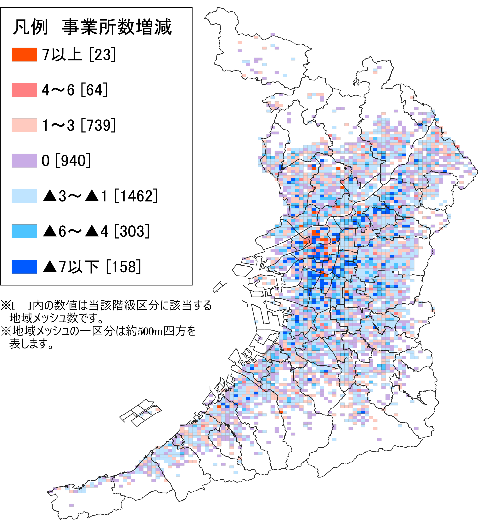 凡例　事業所数増減
7以上 [23]
4～6 [64]
1～3 [739]
0 [940]
▲3～▲1 [1462]
▲6～▲4 [303]
▲7以下 [158]
※[　]内の数値は当該階級区分に該当する
地域メッシュ数です。
※地域メッシュの一区分は約500m四方を
表します。